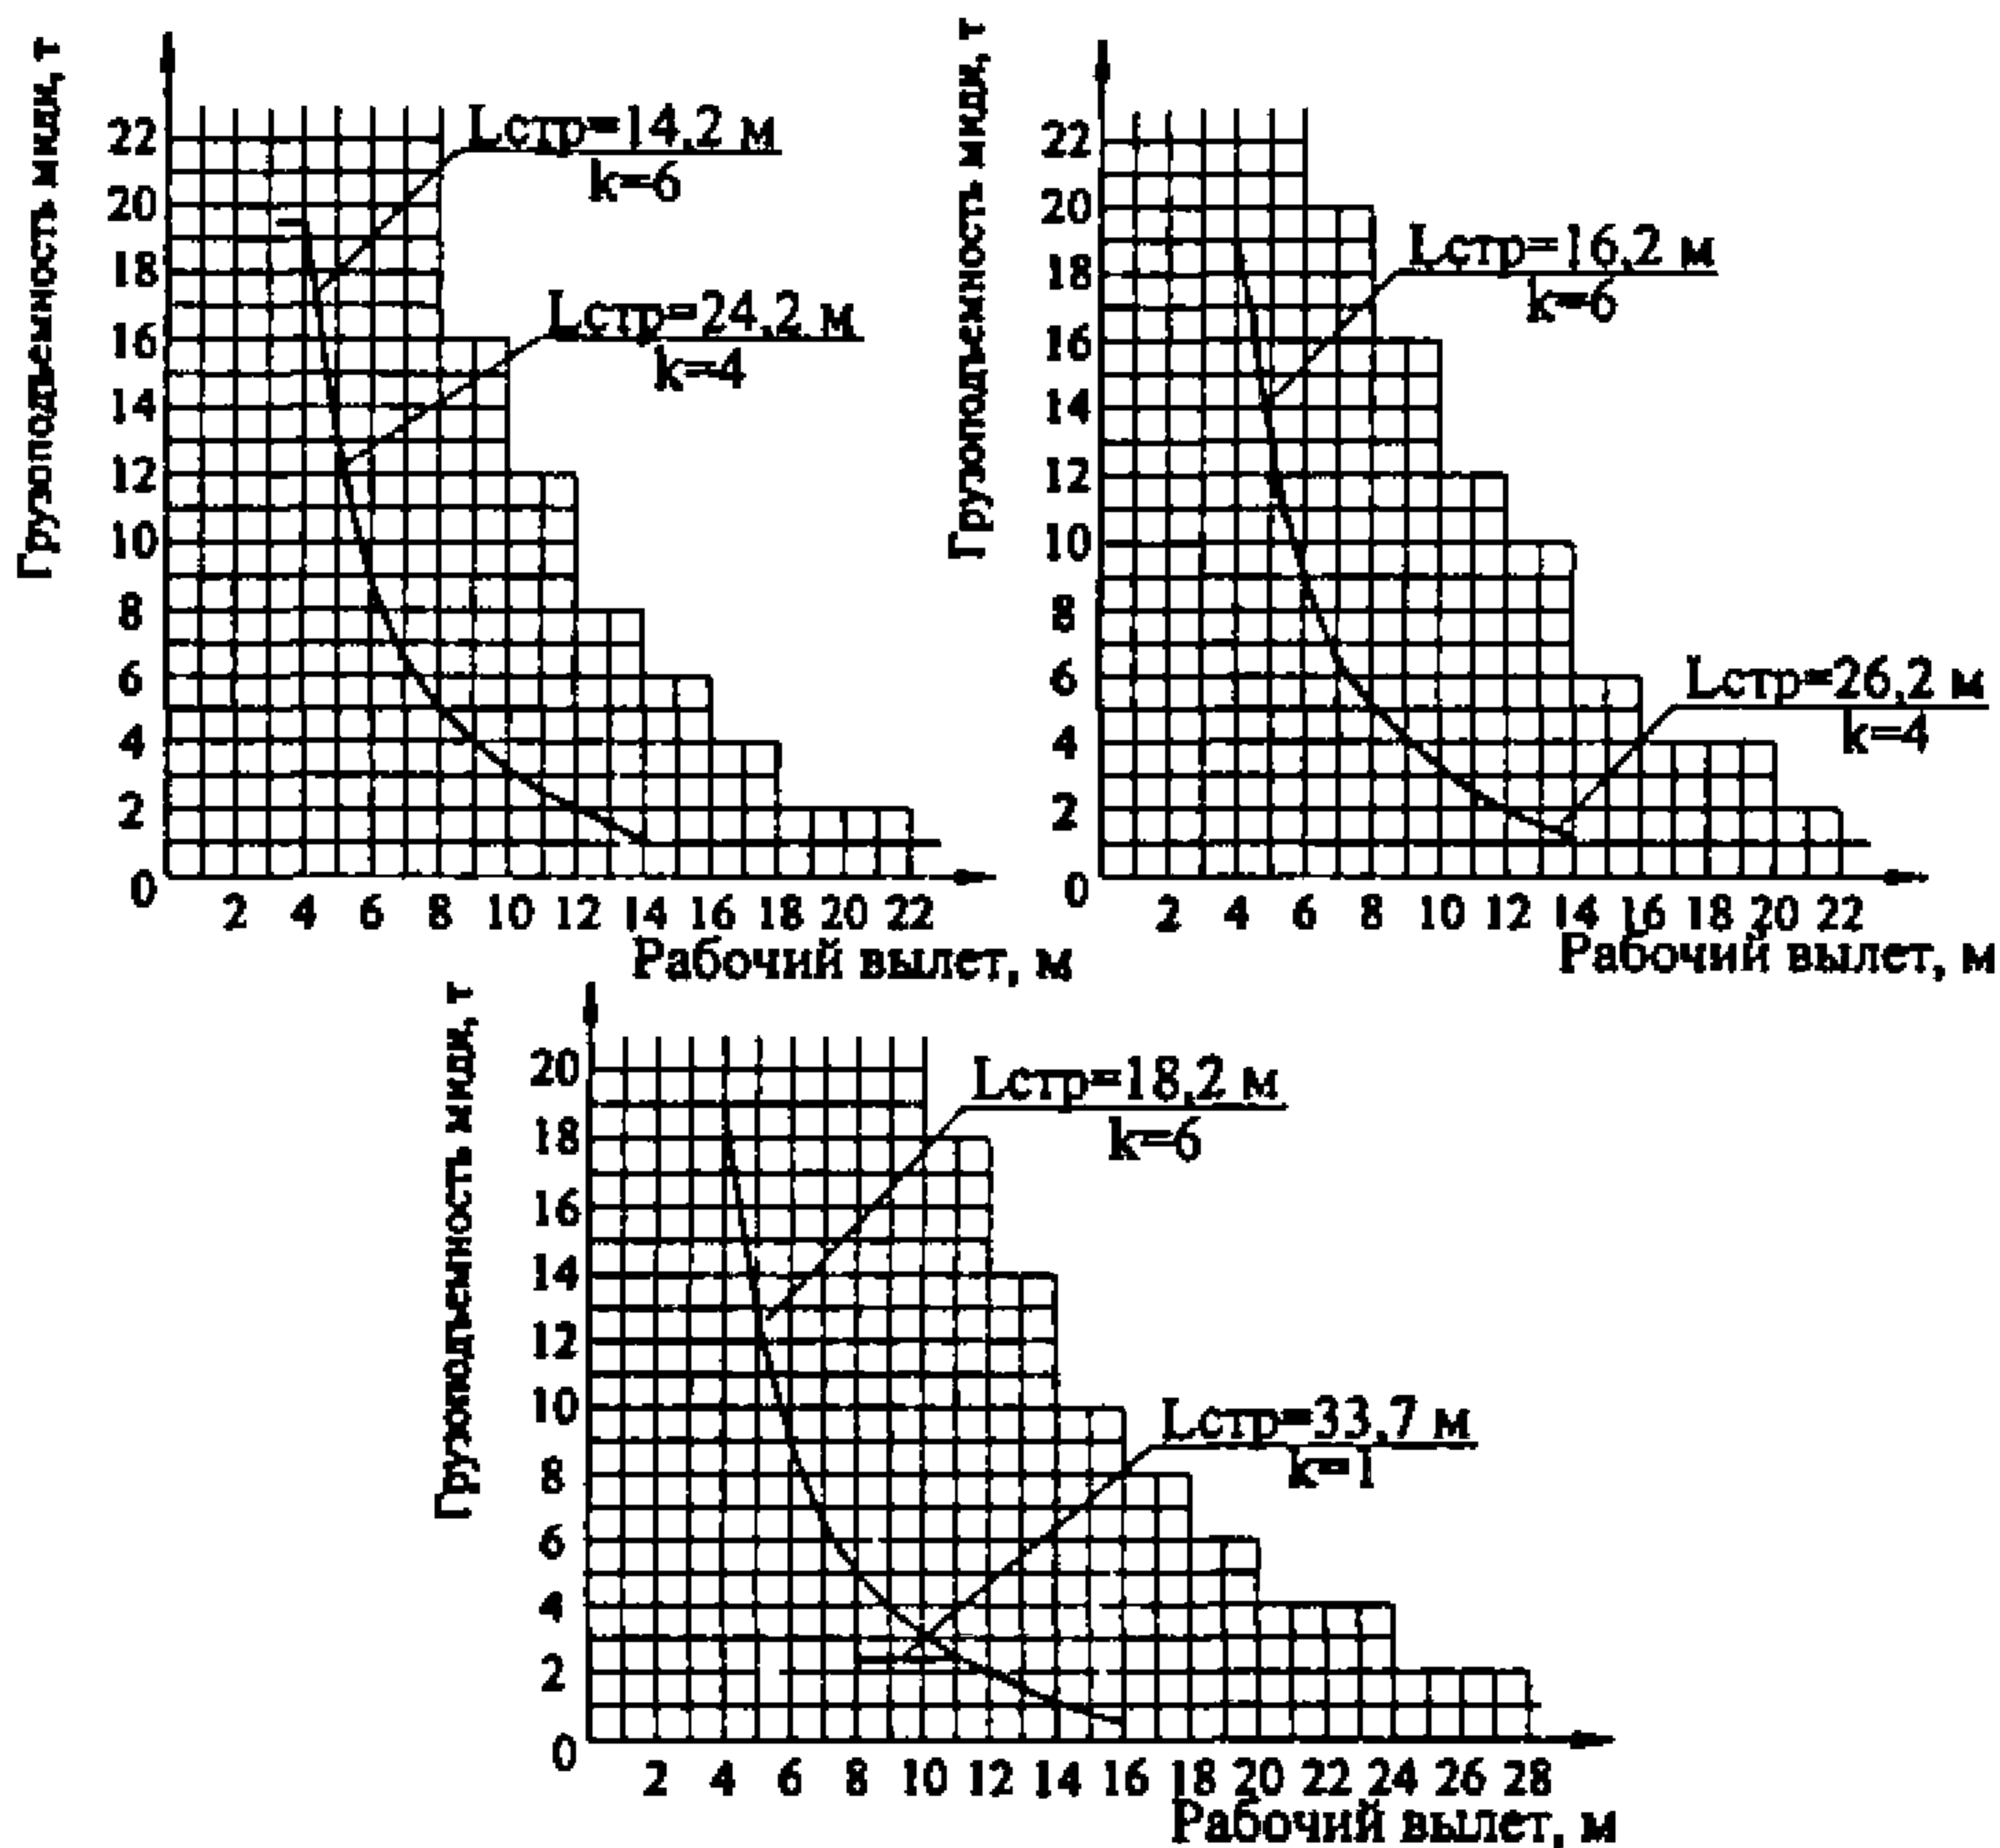 Грузоподъемность миди, т
22
20
18
16
14
12
10
8
6
4
2
0
2 4 6 8 10 12 14 16 18 20 22
Рабочий вылет, м
Lстр=14,2 м
k=6
Lстр=24,2 м
k=4
Грузоподъемность миди, т
22
20
18
16
14
12
10
8
6
4
2
0
2 4 6 8 10 12 14 16 18 20 22
Рабочий вылет, м
Lстр=16,2 м
k=6
Lстр=26,2 м
k=4
Грузоподъемность миди, т
20
18
16
14
12
10
8
6
4
2
0
2 4 6 8 10 12 14 16 18 20 22 24 26 28
Рабочий вылет, м
Lстр=18,2 м
k=6
Lстр=33,7 м
k=1